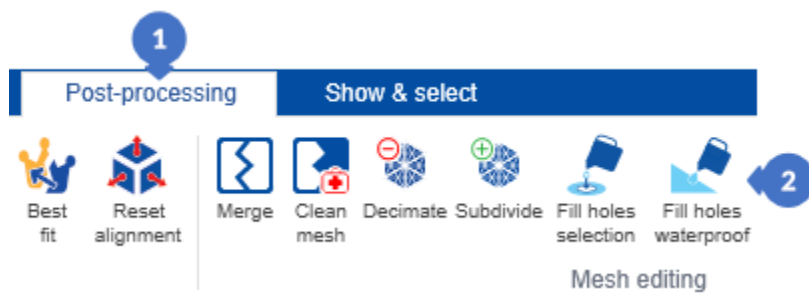 1
Post-processing
Show & select
Best
fit
Reset
alignment
Merge
Clean
mesh
Decimate
Subdivide
Fill holes
selection
Fill holes
waterproof
2
Mesh editing